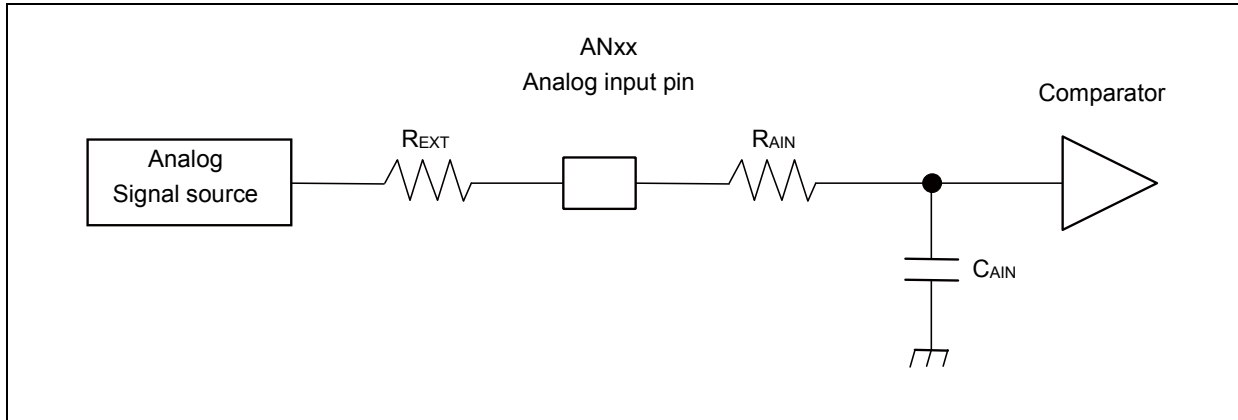 ANxx
Analog input pin
Comparator
REXT
RAIN
Analog
Signal source
CAIN